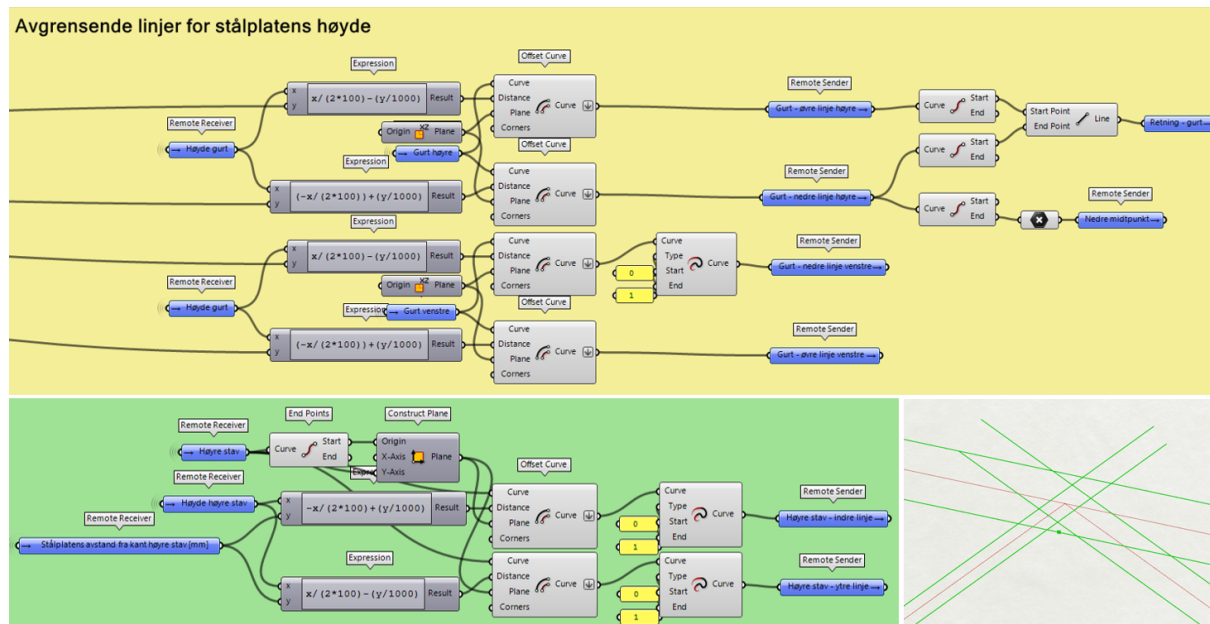 Avgrensende linjer for stålplatens høyde
Expression
x
y
x/(2*100)-(y/1000)
Result
Remote Receiver
→ Høyde gurt
Origin XZ Plane
→ Gurt høyre
Expression
x
y
(-x/(2*100))+(y/1000)
Result
Offset Curve
Curve
Distance
Plane
Corners
Curve
Offset Curve
Curve
Distance
Plane
Corners
Curve
Remote Sender
Gurt - øvre linje høyre →
Remote Sender
Gurt - nedre linje høyre →
Curve
Start
End
Curve
Start
End
Start Point
End Point
Line
Retning - gurt →
Curve
Start
End
Remote Sender
Nedre midtpunkt →
Expression
x
y
x/(2*100)-(y/1000)
Result
Remote Receiver
→ Høyde gurt
Origin XZ Plane
Expression
→ Gurt venstre
x
y
(-x/(2*100))+(y/1000)
Result
Offset Curve
Curve
Distance
Plane
Corners
Curve
Offset Curve
Curve
Distance
Plane
Corners
Curve
Curve
Type
Start
End
Curve
0
1
Remote Sender
Gurt - nedre linje venstre →
Remote Sender
Gurt - øvre linje venstre →
Remote Receiver
→ Høyre stav
End Points
Curve
Start
End
Construct Plane
Origin
X-Axis
Y-Axis
Plane
Remote Receiver
→ Høyde høyre stav
Remote Receiver
→ Stålplatens avstand fra kant høyre stav [mm]
x
y
-x/(2*100)+(y/1000)
Result
Expression
x
y
x/(2*100)-(y/1000)
Result
Offset Curve
Curve
Distance
Plane
Corners
Curve
Offset Curve
Curve
Distance
Plane
Corners
Curve
Curve
Type
Start
End
Curve
0
1
Curve
Type
Start
End
Curve
0
1
Remote Sender
Høyre stav - indre linje →
Remote Sender
Høyre stav - ytre linje →